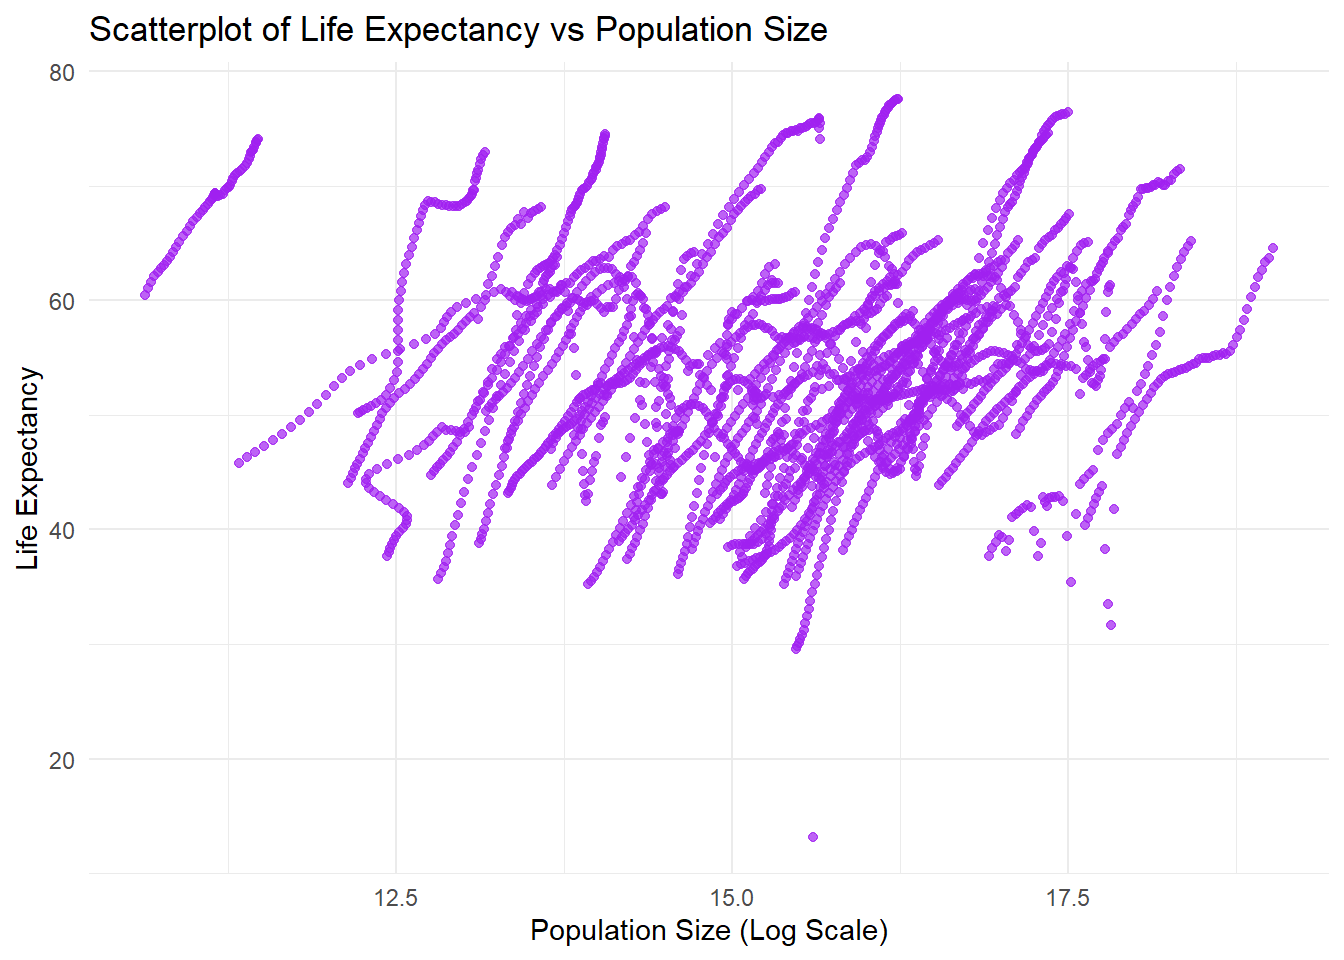 Scatterplot of Life Expectancy vs Population Size
80
60
40
20
Life Expectancy
12.5
15.0
17.5
Population Size (Log Scale)